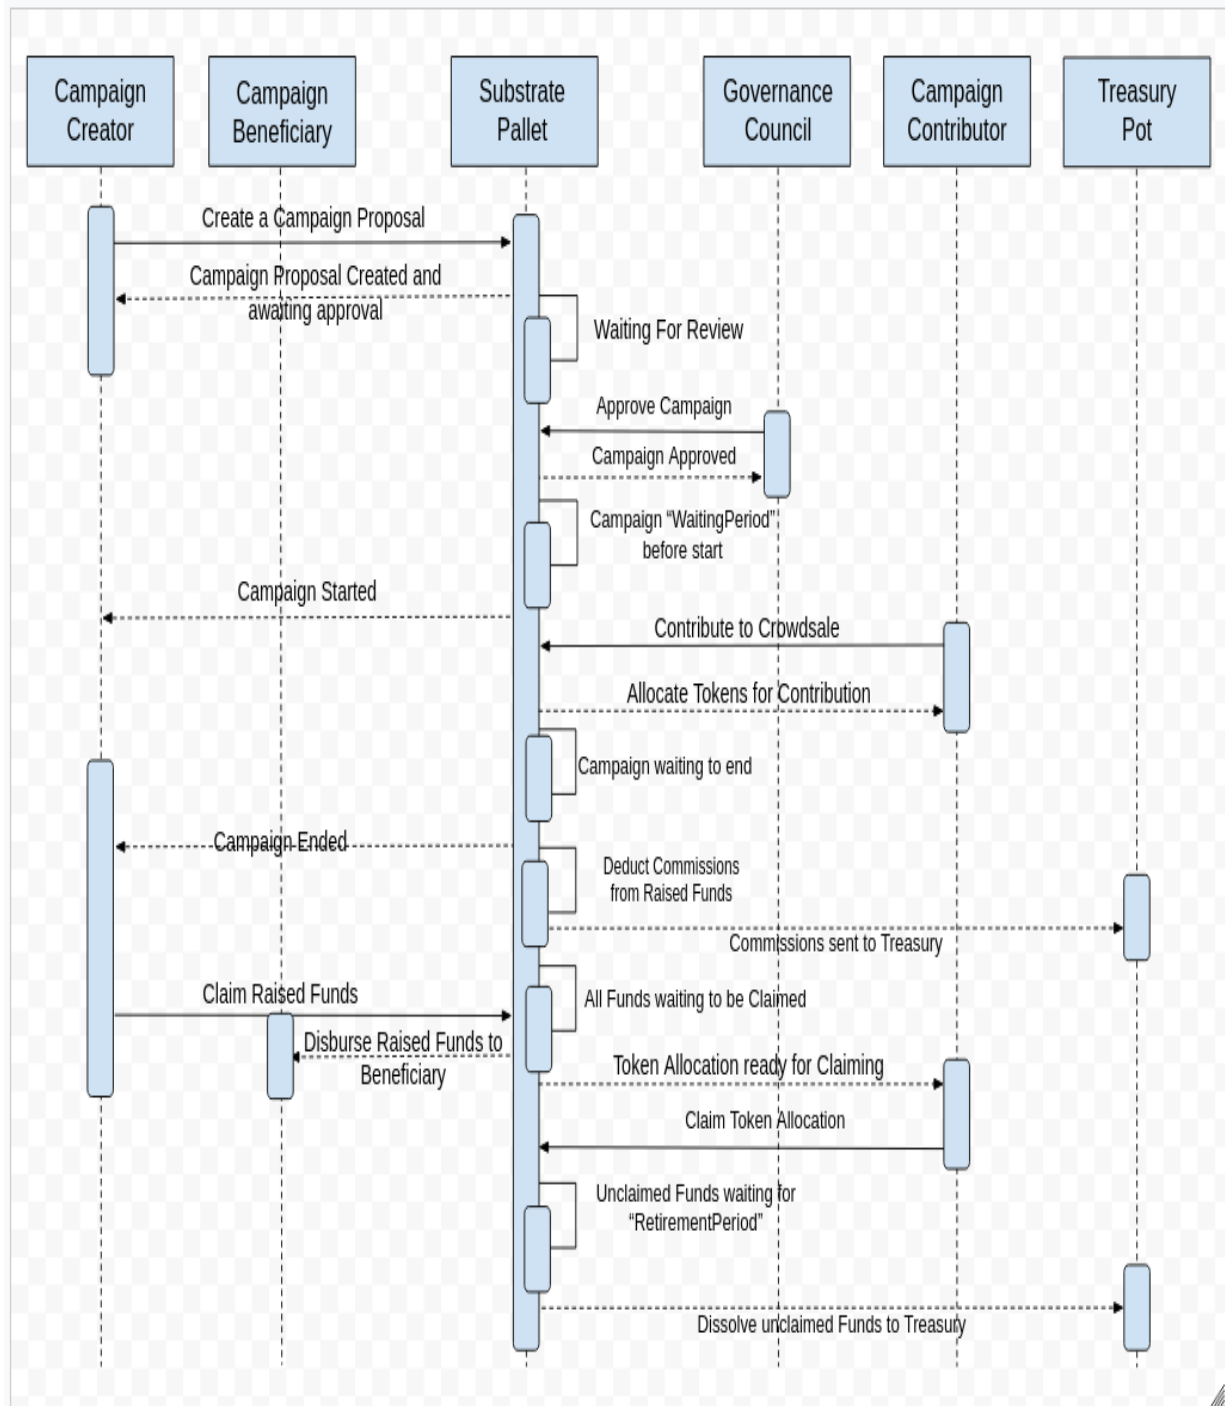 Campaign
Creator
Campaign
Beneficiary
Substrate
Pallet
Governance
Council
Campaign
Contributor
Treasury
Pot
Create a Campaign Proposal
Campaign Proposal Created and
awaiting approval
Waiting For Review
Approve Campaign
Campaign Approved
Campaign “WaitingPeriod”
before start
Campaign Started
Contribute to Crowdsale
Allocate Tokens for Contribution
Campaign waiting to end
Campaign Ended
Deduct Commissions
from Raised Funds
Commissions sent to Treasury
Claim Raised Funds
All Funds waiting to be Claimed
Disburse Raised Funds to
Beneficiary
Token Allocation ready for Claiming
Claim Token Allocation
Unclaimed Funds waiting for
“RetirementPeriod”
Dissolve unclaimed Funds to Treasury